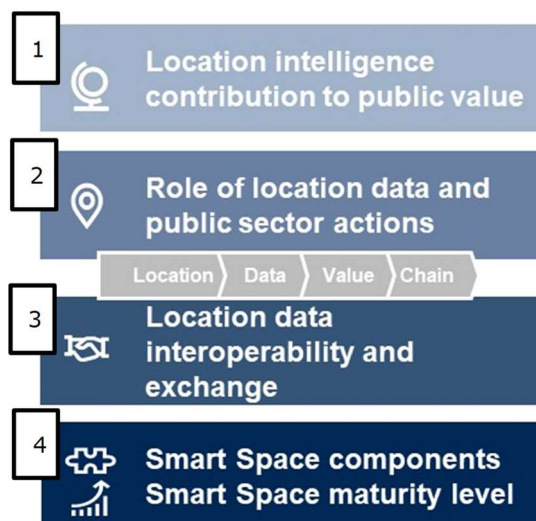 1
Location intelligence
contribution to public value
2
Role of location data and
public sector actions
Location Data Value Chain
3
Location data
interoperability and
exchange
4
Smart Space components
Smart Space maturity level